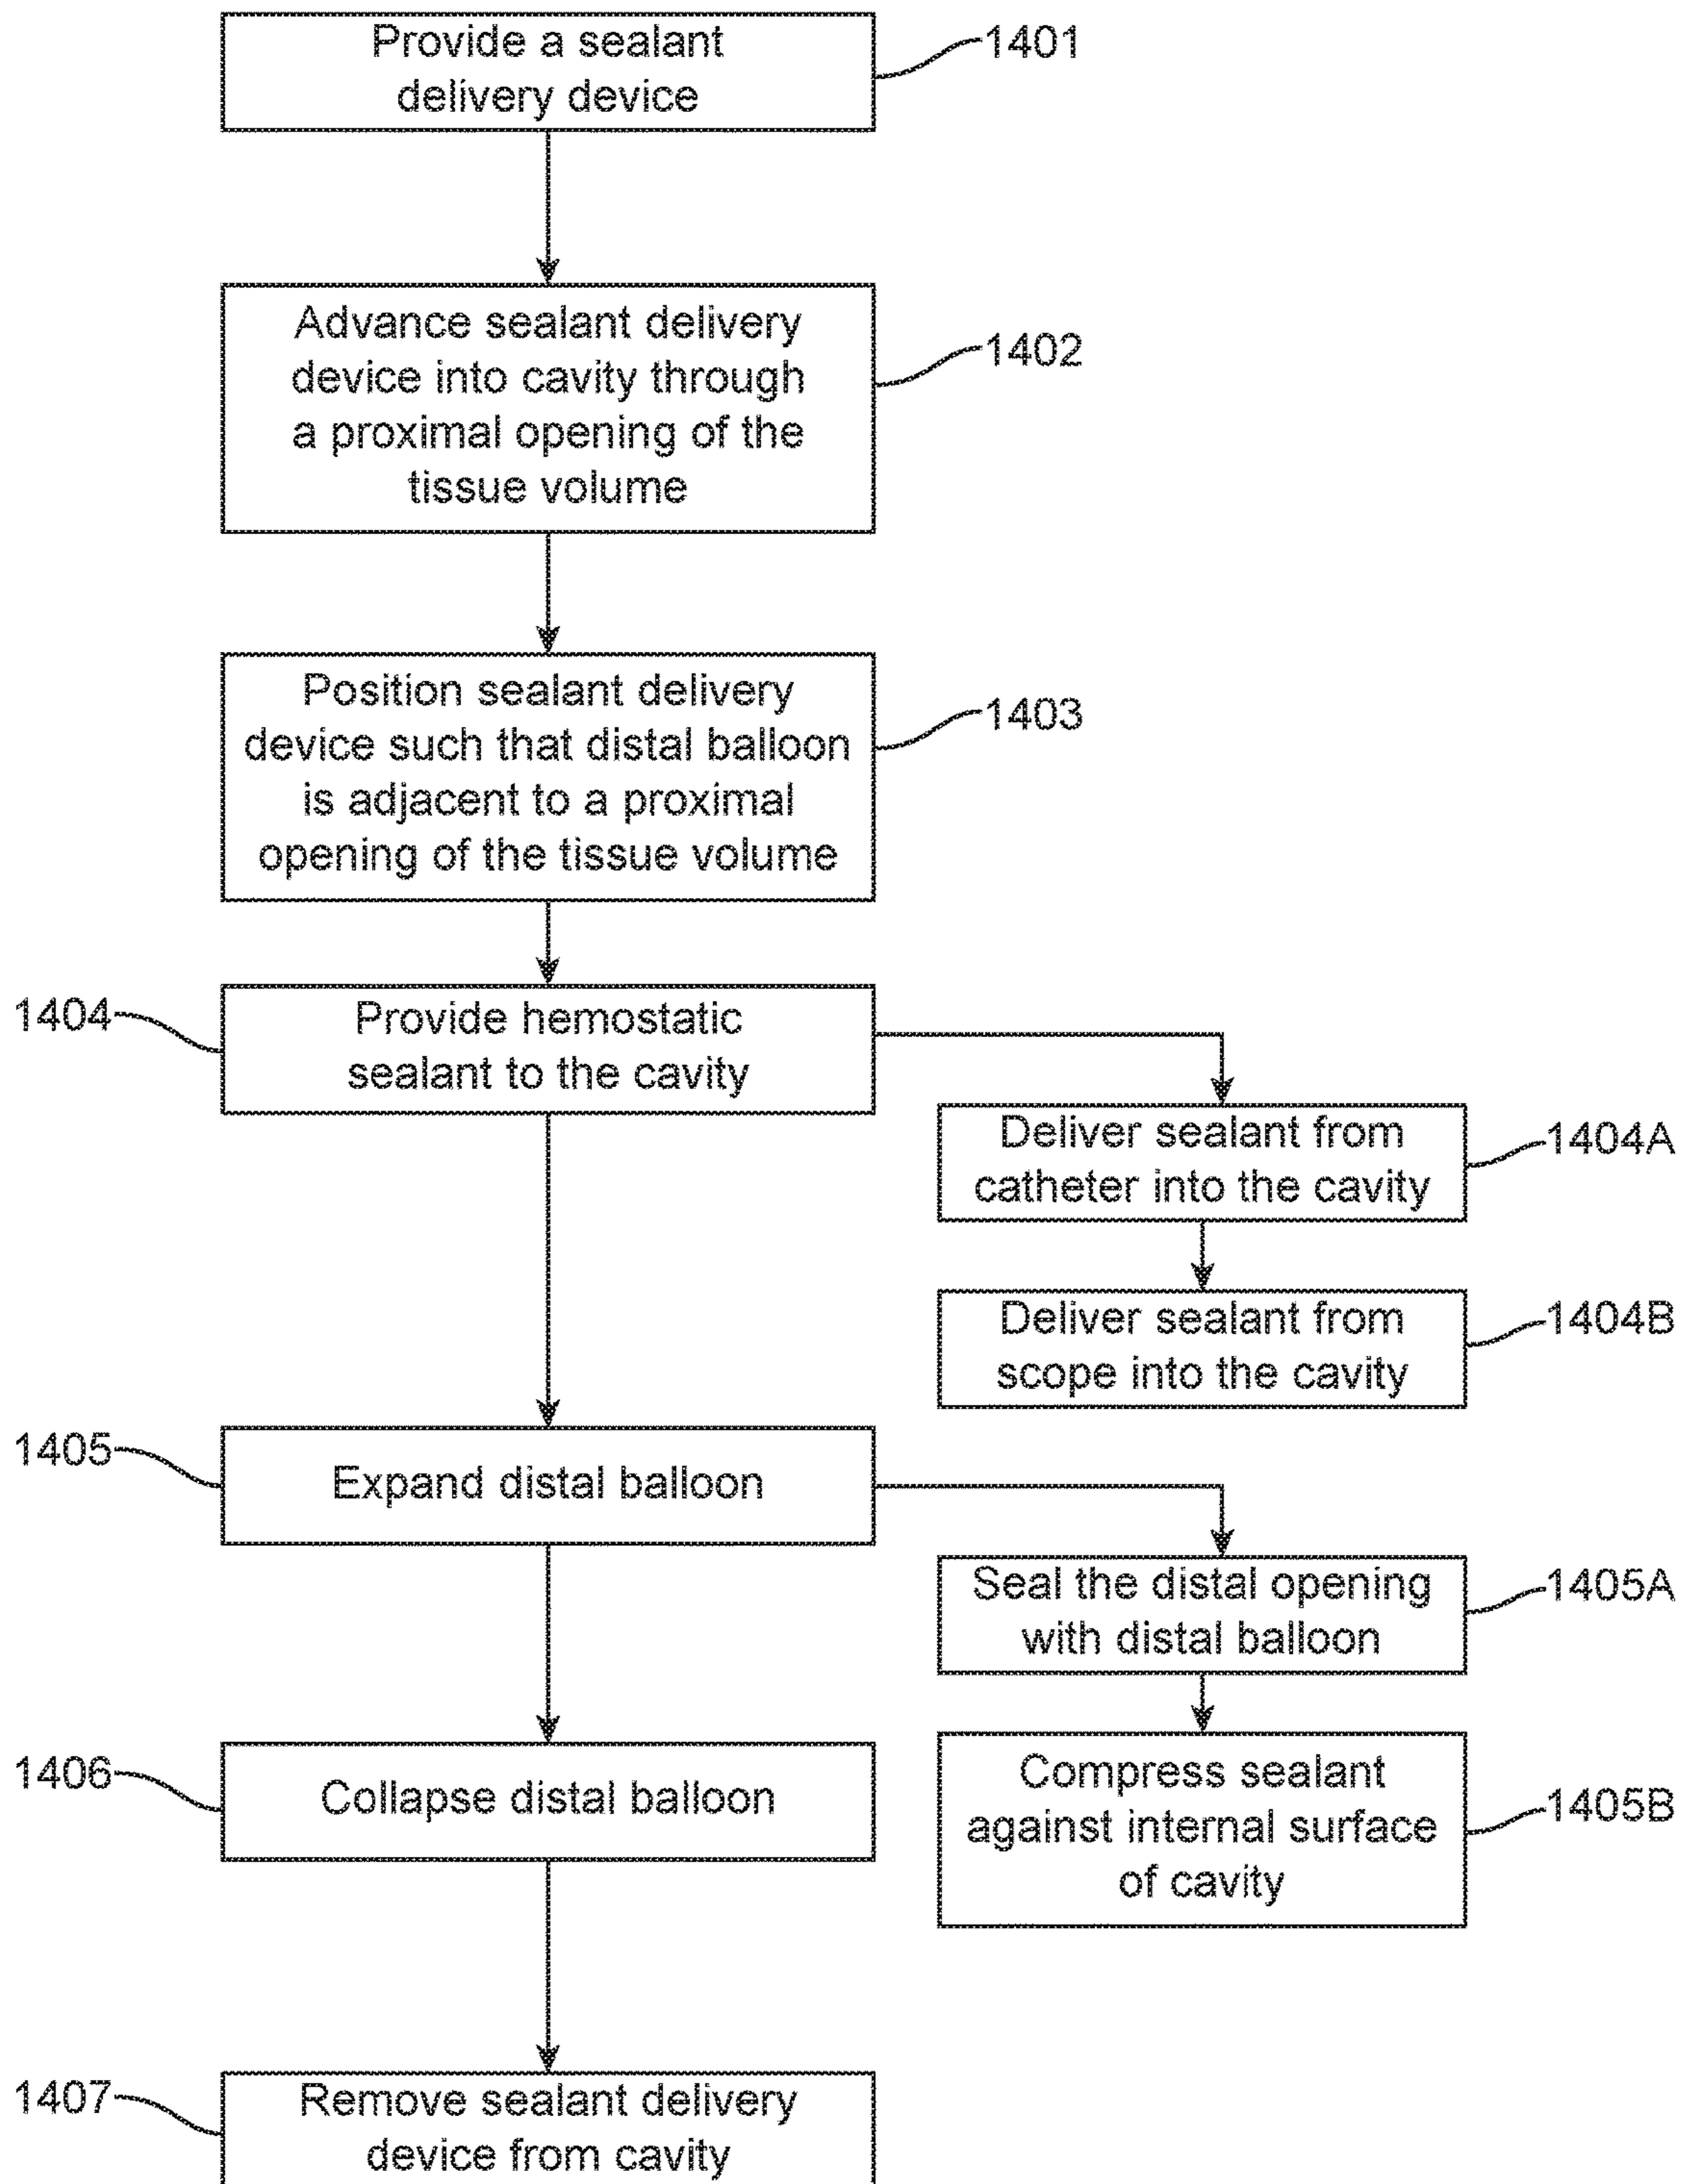 Provide a sealant
delivery device
1401
Advance sealant delivery
device into cavity through
a proximal opening of the
tissue volume
1402
Position sealant delivery
device such that distal balloon
is adjacent to a proximal
opening of the tissue volume
1403
1404
Provide hemostatic
sealant to the cavity
Deliver sealant from
catheter into the cavity
1404A
Deliver sealant from
scope into the cavity
1404B
1405
Expand distal balloon
Seal the distal opening
with distal balloon
1405A
1406
Collapse distal balloon
Compress sealant
against internal surface
of cavity
1405B
1407
Remove sealant delivery
device from cavity